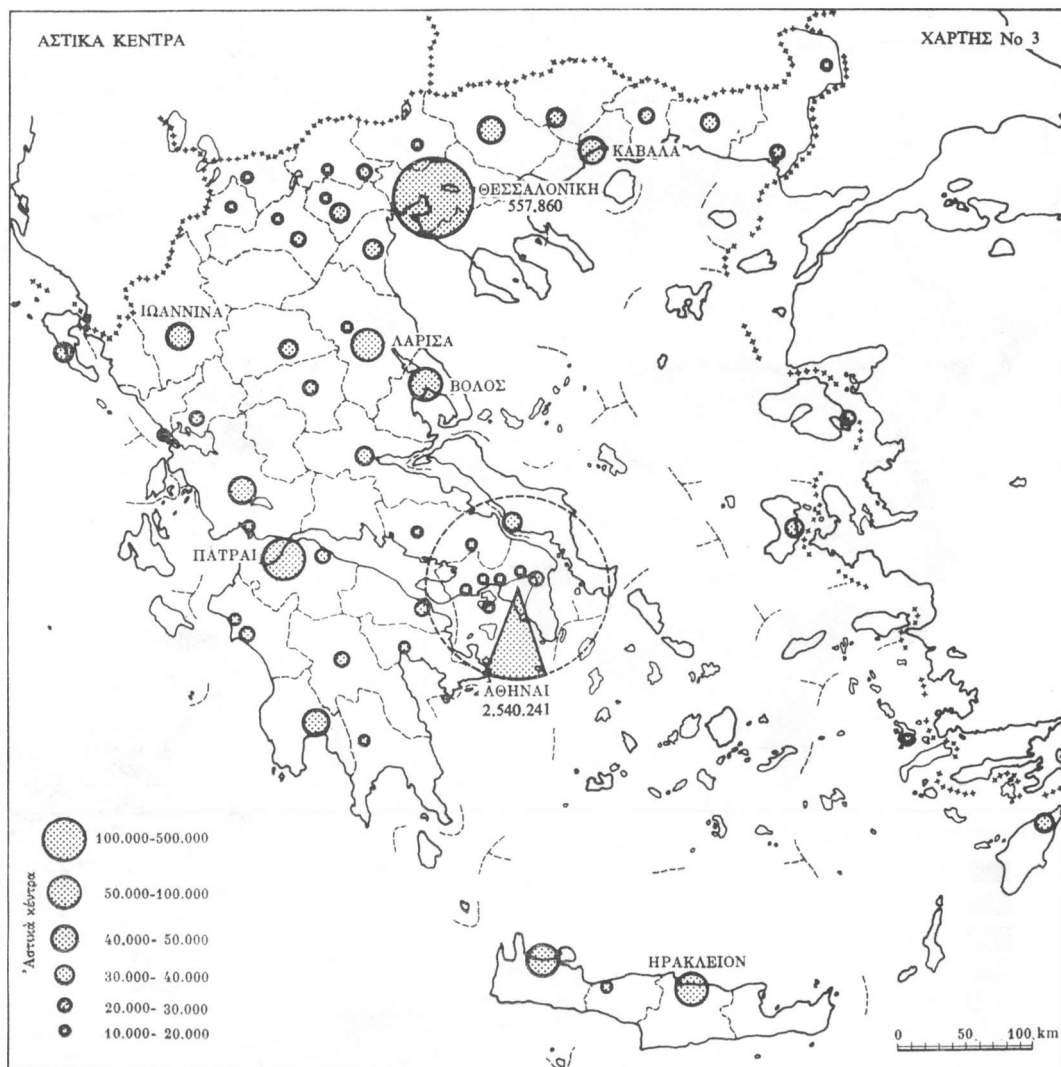 ΑΣΤΙΚΑ ΚΕΝΤΡΑ
ΧΑΡΤΗΣ Νο 3
ΚΑΒΑΛΑ
ΘΕΣΣΑΛΟΝΙΚΗ
557.860
ΙΩΑΝΝΙΝΑ
ΛΑΡΙΣΑ
ΒΟΛΟΣ
ΠΑΤΡΑΙ
ΑΘΗΝΑΙ
2.540.241
Ἀστικά κέντρα
100.000-500.000
50.000-100.000
40.000- 50.000
30.000- 40.000
20.000- 30.000
10.000- 20.000
ΗΡΑΚΛΕΙΟΝ
0 50 100 km